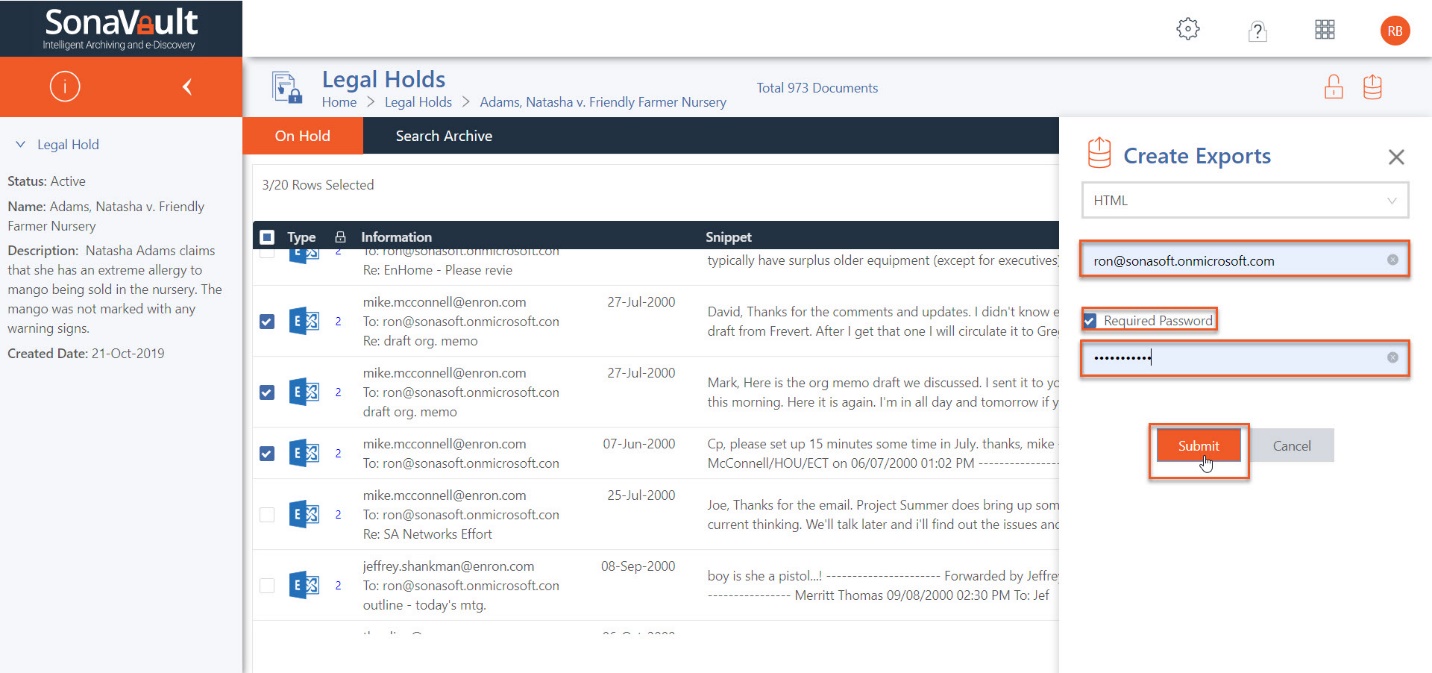 SonaVault
Intelligent Archiving and e-Discovery
?
RB
i
Legal Holds
Home > Legal Holds > Adams, Natasha v. Friendly Farmer Nursery
Total 973 Documents
Legal Hold
Status: Active
Name: Adams, Natasha v. Friendly
Farmer Nursery
Description: Natasha Adams claims
that she has an extreme allergy to
mango being sold in the nursery. The
mango was not marked with any
warning signs.
Created Date: 21-Oct-2019
On Hold
Search Archive
3/20 Rows Selected
Type Information Snippet
2 To: ron@sonasoft.onmicrosoft.con
Re: EnHome - Please revie
typically have surplus older equipment (except for executives)
mike.mcconnell@enron.com 27-Jul-2000
2 To: ron@sonasoft.onmicrosoft.con
Re: draft org. memo
David, Thanks for the comments and updates. I didn't know e
draft from Frevert. After I get that one I will circulate it to Gre
mike.mcconnell@enron.com 27-Jul-2000
2 To: ron@sonasoft.onmicrosoft.con
draft org. memo
Mark, Here is the org memo draft we discussed. I sent it to yo
this morning. Here it is again. I'm in all day and tomorrow if y
mike.mcconnell@enron.com 07-Jun-2000
2 To: ron@sonasoft.onmicrosoft.con
Cp, please set up 15 minutes some time in July. thanks, mike
McConnell/HOU/ECT on 06/07/2000 01:02 PM -----------------
mike.mcconnell@enron.com 25-Jul-2000
2 To: ron@sonasoft.onmicrosoft.con
Re: SA Networks Effort
Joe, Thanks for the email. Project Summer does bring up som
current thinking. We'll talk later and i'll find out the issues and
jeffrey.shankman@enron.com 08-Sep-2000
2 To: ron@sonasoft.onmicrosoft.con
outline - today's mtg.
boy is she a pistol...! ---------------------- Forwarded by Jeffrey
---------------- Merritt Thomas 09/08/2000 02:30 PM To: Jef
Create Exports
HTML
ron@sonasoft.onmicrosoft.com
Required Password
•••••••••••
Submit
Cancel